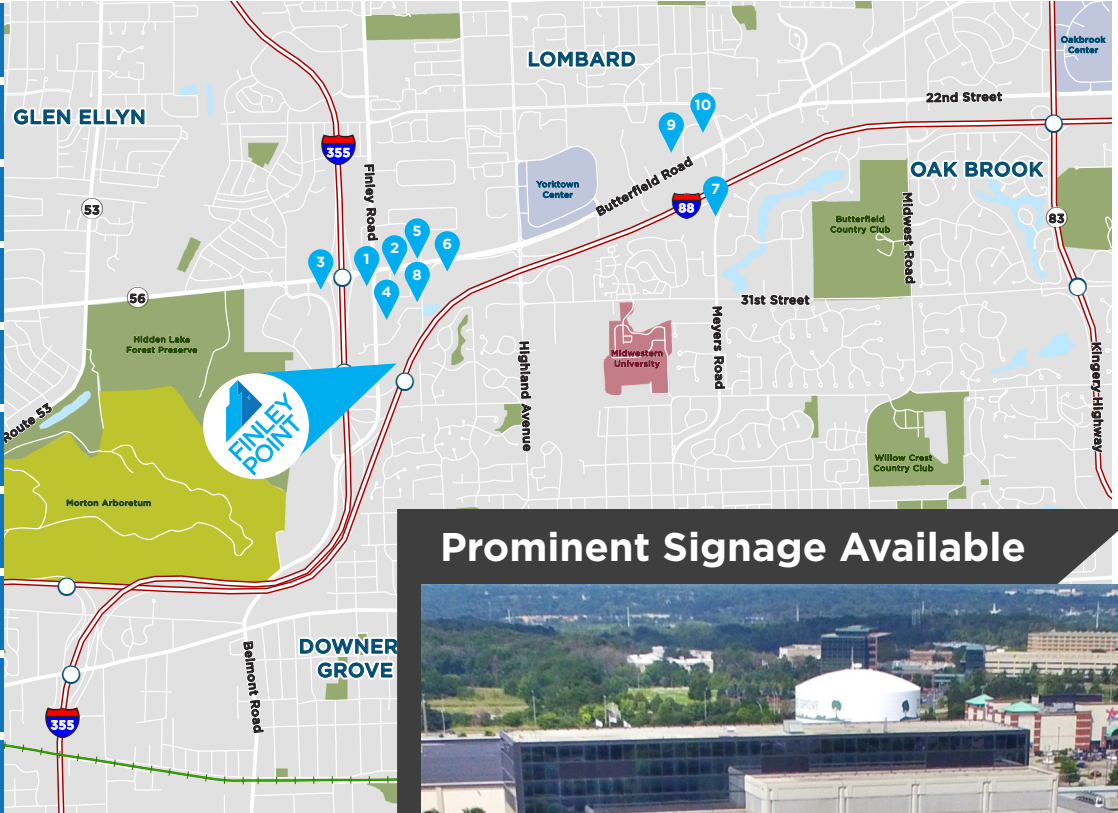 LOMBARD
Oakbrook
Center
GLEN ELLYN
22nd Street
10
9
355
Finley Road
Yorktown
Center
Butterfield Road
OAK BROOK
53
88
7
Midwest Road
Butterfield
Country Club
83
5
6
2
1
3
8
4
56
31st Street
Hidden Lake
Forest Preserve
Meyers Road
Midwestern
University
Highland Avenue
Kingery Highway
FINLEY
POINT
Route 53
Willow Crest
Country Club
Morton Arboretum
Prominent Signage Available
DOWNER
GROVE
Belmont Road
355
GROVE